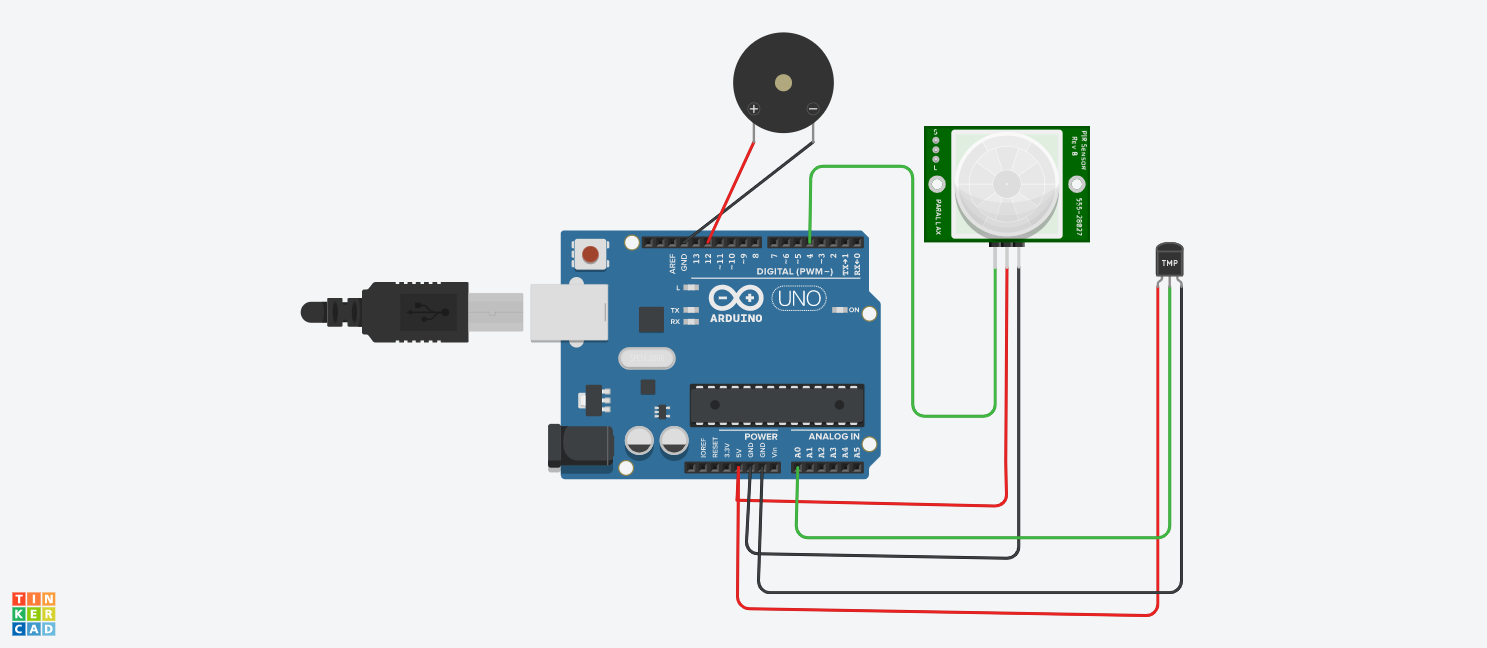 + −
S
L
PARALLAX
PIR SENSOR
Rev B
555-28027
TMP
AREF
GND
13
12
~11
~10
~9
8
7
~6
~5
4
~3
2
TX→1
RX←0
DIGITAL (PWM~)
L
TX
RX
ARDUINO
UNO
ON
POWER
ANALOG IN
IOREF
RESET
3.3V
5V
GND
GND
Vin
A0
A1
A2
A3
A4
A5
TIN
KER
CAD